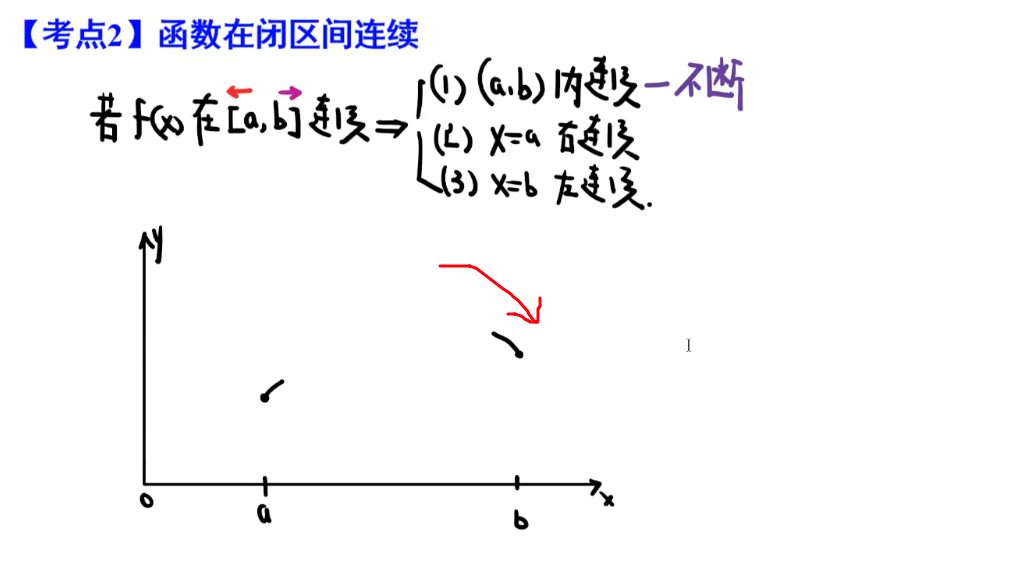 【考点2】函数在闭区间连续
(1) (a,b) 内连续 — 不断
若 f(x) 在 [a,b] 连续 ⇒
(2) x=a 右连续
(3) x=b 左连续.
y
0 a b x